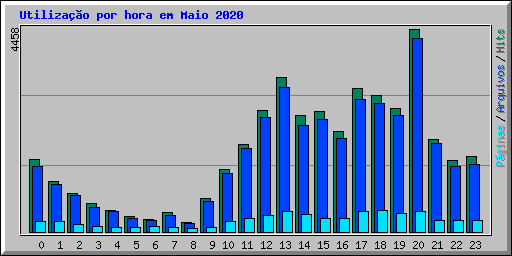 Utilização por hora em Maio 2020
4458
Páginas / Arquivos / Hits
0 1 2 3 4 5 6 7 8 9 10 11 12 13 14 15 16 17 18 19 20 21 22 23